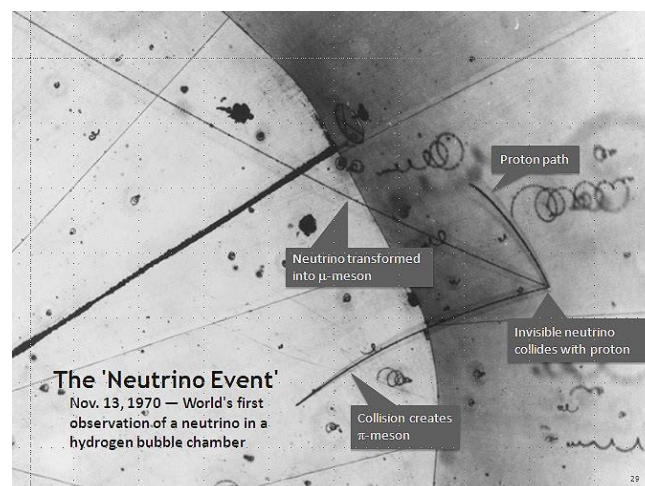 Proton path
Neutrino transformed
into μ-meson
Invisible neutrino
collides with proton
The 'Neutrino Event'
Nov. 13, 1970 — World's first
observation of a neutrino in a
hydrogen bubble chamber
Collision creates
π-meson
29